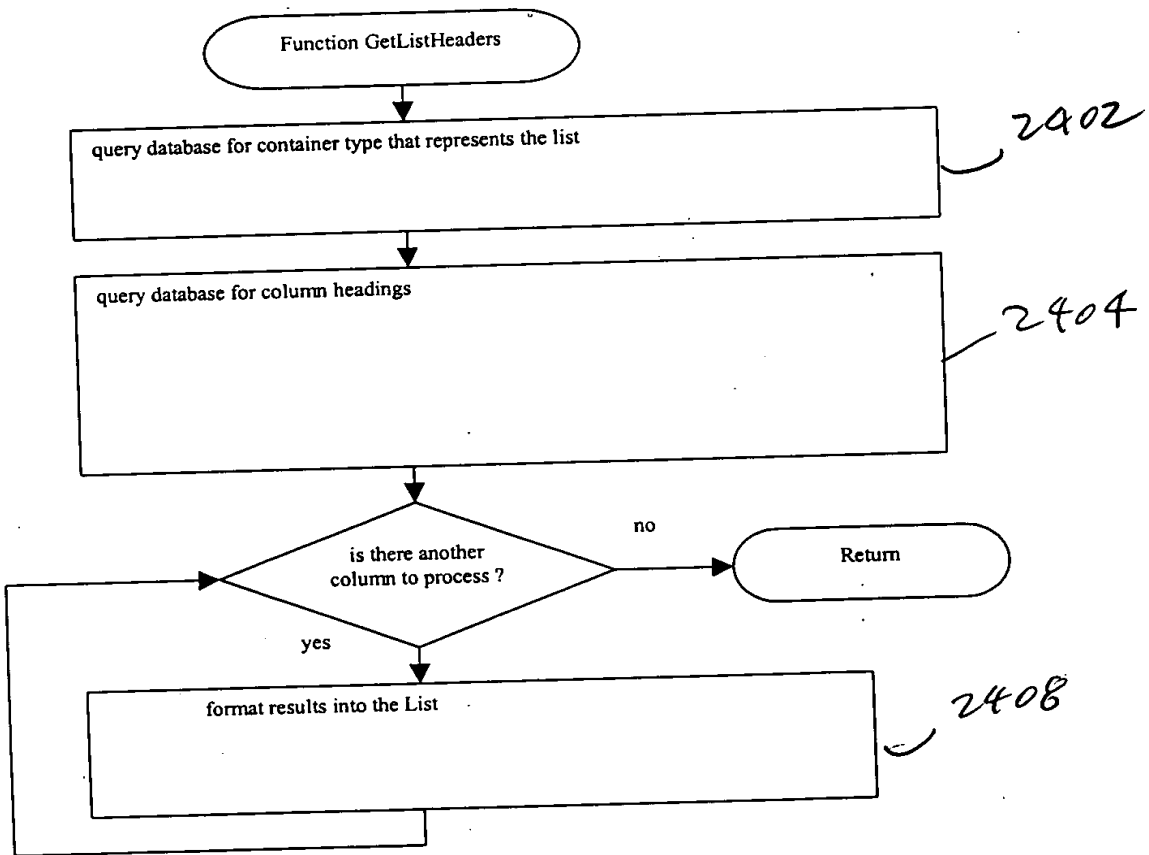 Function GetListHeaders
query database for container type that represents the list
2402
query database for column headings
2404
is there another
column to process ?
no
Return
yes
format results into the List
2408